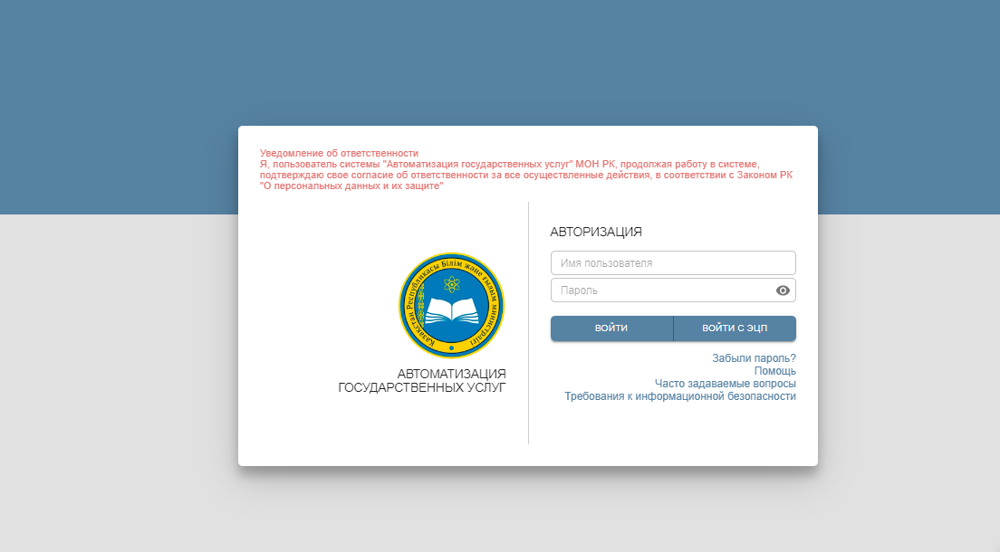 Уведомление об ответственности
Я, пользователь системы "Автоматизация государственных услуг" МОН РК, продолжая работу в системе,
подтверждаю свое согласие об ответственности за все осуществленные действия, в соответствии с Законом РК
"О персональных данных и их защите"
Қазақстан Республикасы Білім және ғылым министрлігі
АВТОМАТИЗАЦИЯ
ГОСУДАРСТВЕННЫХ УСЛУГ
АВТОРИЗАЦИЯ
Имя пользователя
Пароль
ВОЙТИ
ВОЙТИ С ЭЦП
Забыли пароль?
Помощь
Часто задаваемые вопросы
Требования к информационной безопасности